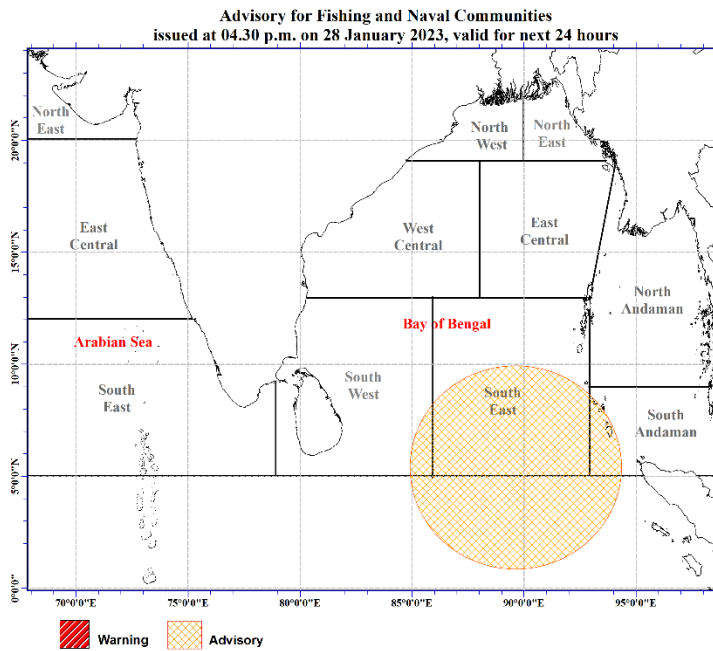 Advisory for Fishing and Naval Communities
issued at 04.30 p.m. on 28 January 2023, valid for next 24 hours
North
East
North
West
North
East
20°0'0"N
East
Central
West
Central
East
Central
15°0'0"N
North
Andaman
Arabian Sea
Bay of Bengal
10°0'0"N
South
East
South
West
South
East
South
Andaman
5°0'0"N
0°0'0"
70°0'0"E
75°0'0"E
80°0'0"E
85°0'0"E
90°0'0"E
95°0'0"E
Warning
Advisory